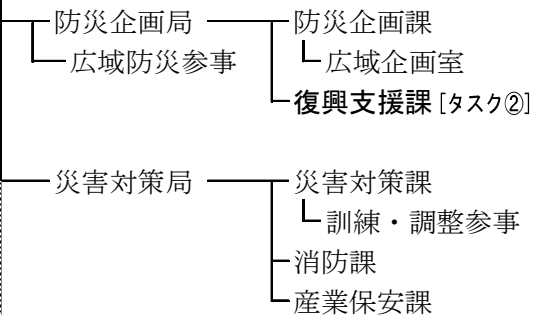 防災企画局 防災企画課
広域防災参事 広域企画室
復興支援課 [タスク②]
災害対策局 災害対策課
訓練・調整参事
消防課
産業保安課